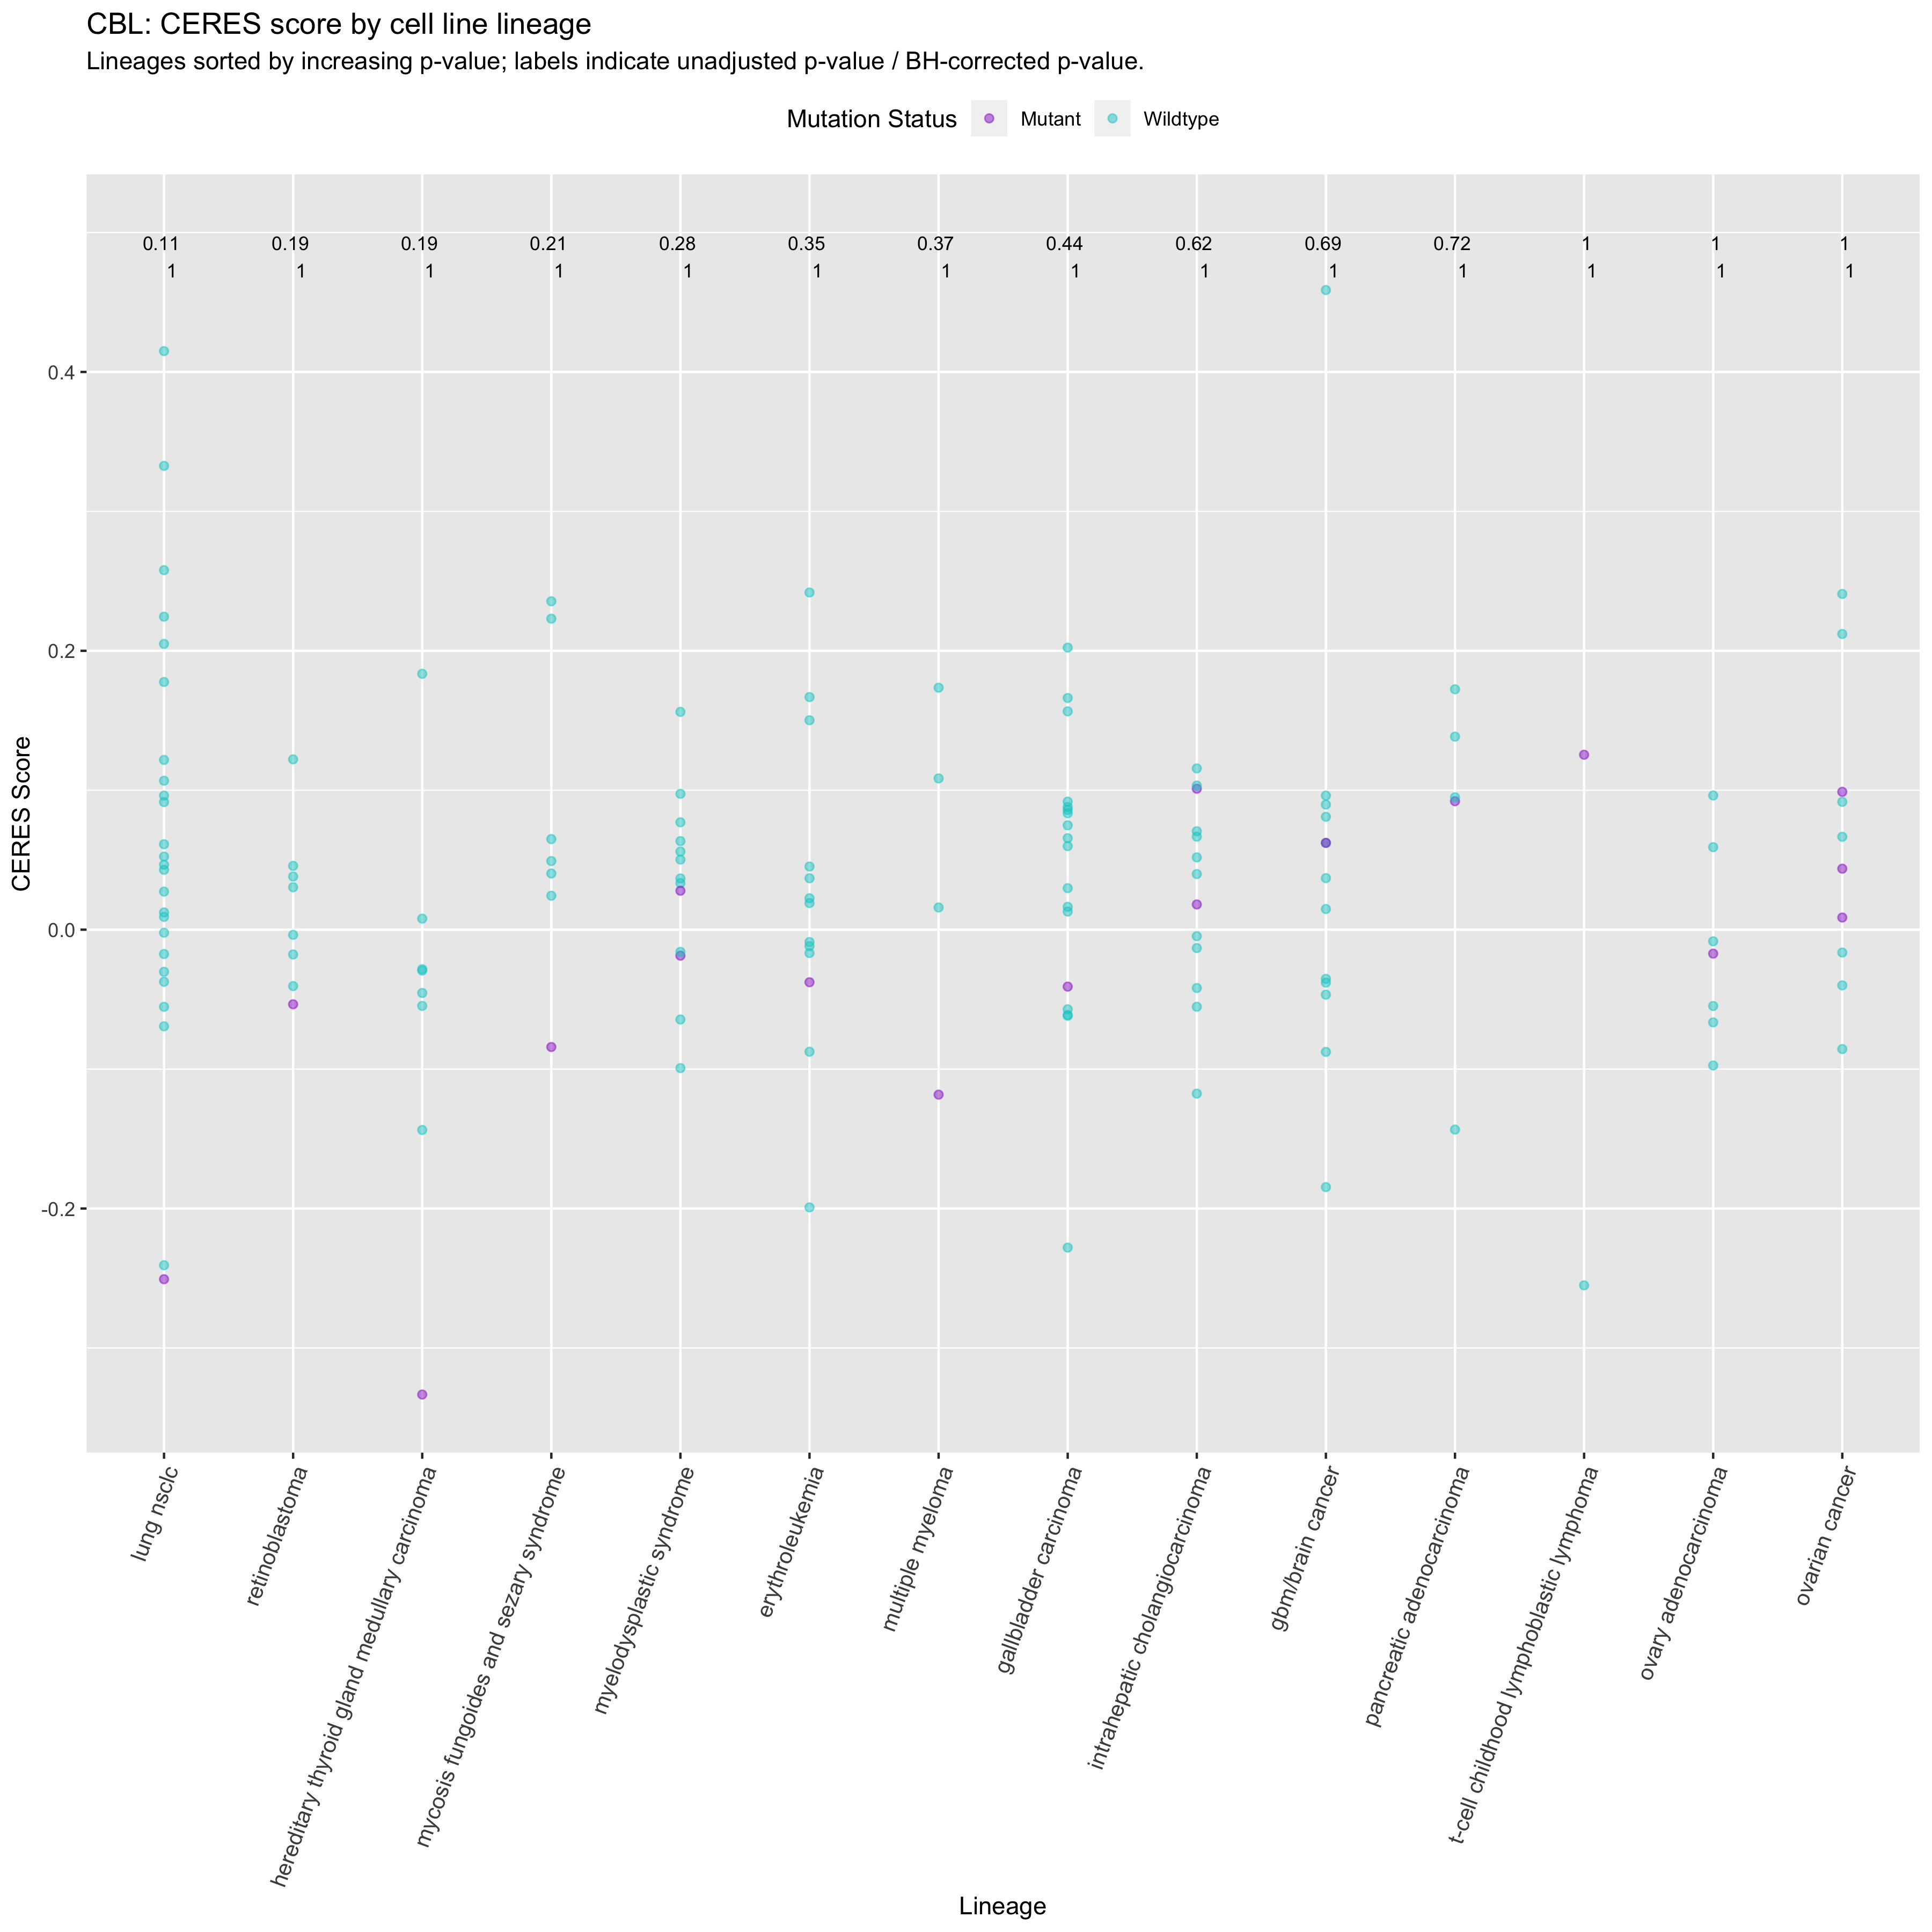 CBL: CERES score by cell line lineage
Lineages sorted by increasing p-value; labels indicate unadjusted p-value / BH-corrected p-value.
Mutation Status Mutant Wildtype
0.11 0.19 0.19 0.21 0.28 0.35 0.37 0.44 0.62 0.69 0.72 1 1 1
1 1 1 1 1 1 1 1 1 1 1 1 1 1
0.4
0.2
0.0
-0.2
CERES Score
lung nsclc
retinoblastoma
hereditary thyroid gland medullary carcinoma
mycosis fungoides and sezary syndrome
myelodysplastic syndrome
erythroleukemia
multiple myeloma
gallbladder carcinoma
intrahepatic cholangiocarcinoma
gbm/brain cancer
pancreatic adenocarcinoma
t-cell childhood lymphoblastic lymphoma
ovary adenocarcinoma
ovarian cancer
Lineage